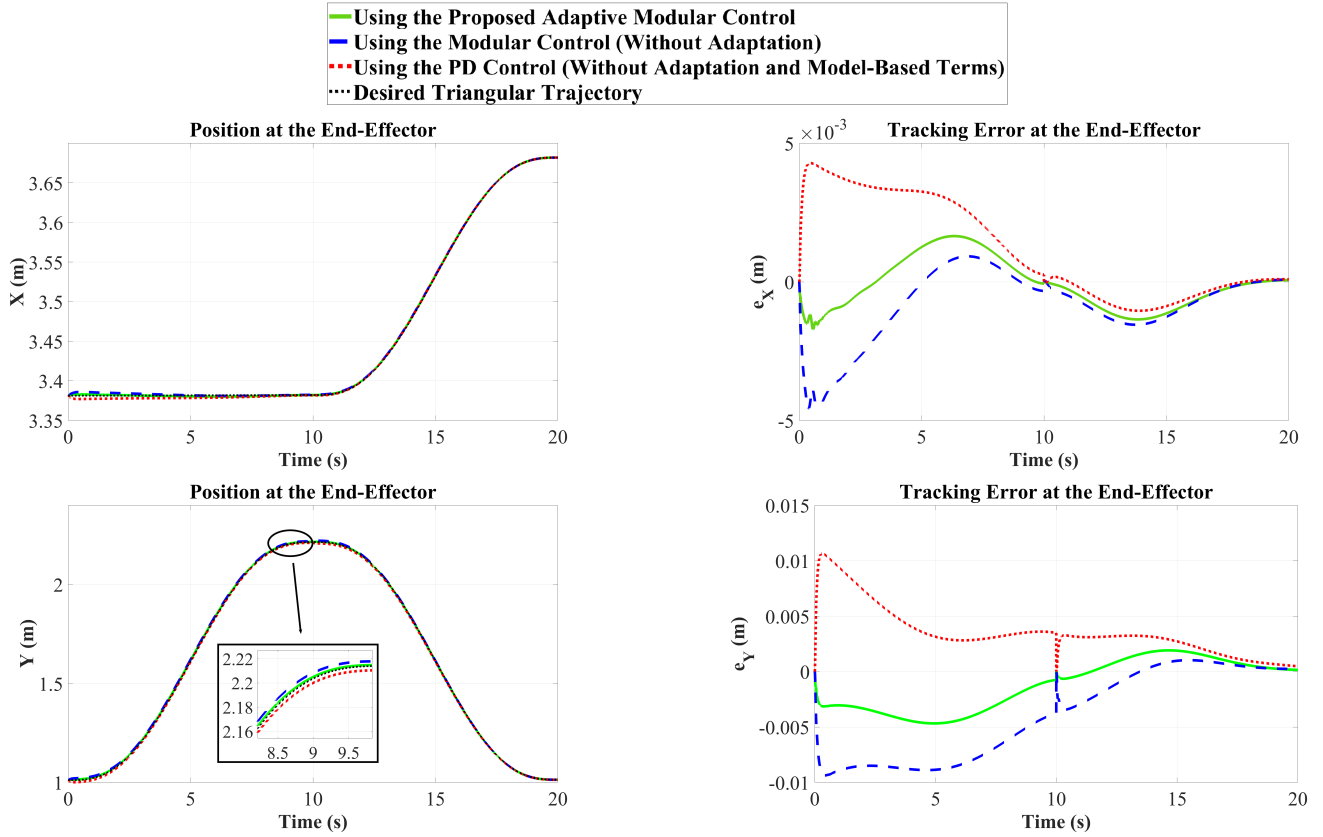 Using the Proposed Adaptive Modular Control
Using the Modular Control (Without Adaptation)
Using the PD Control (Without Adaptation and Model-Based Terms)
Desired Triangular Trajectory
Position at the End-Effector
X (m)
3.65
3.6
3.55
3.5
3.45
3.4
3.35
0 5 10 15 20
Time (s)
Tracking Error at the End-Effector
×10⁻³
e_X (m)
5
0
-5
0 5 10 15 20
Time (s)
Position at the End-Effector
Y (m)
2
1.5
1
2.22
2.2
2.18
2.16
8.5 9 9.5
0 5 10 15 20
Time (s)
Tracking Error at the End-Effector
e_Y (m)
0.015
0.01
0.005
0
-0.005
-0.01
0 5 10 15 20
Time (s)